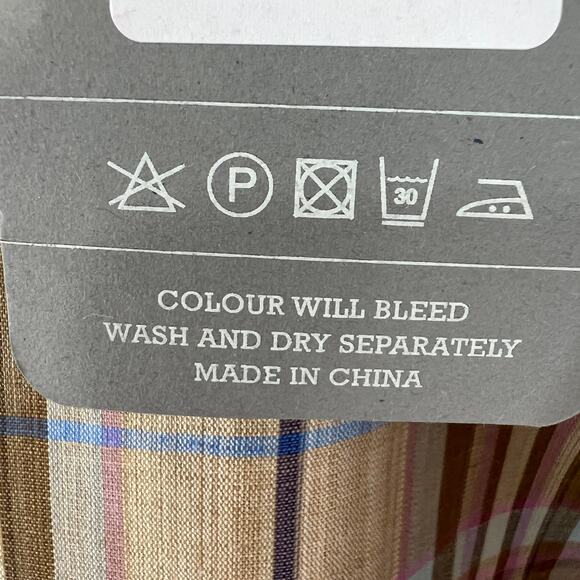 P 30
COLOUR WILL BLEED
WASH AND DRY SEPARATELY
MADE IN CHINA